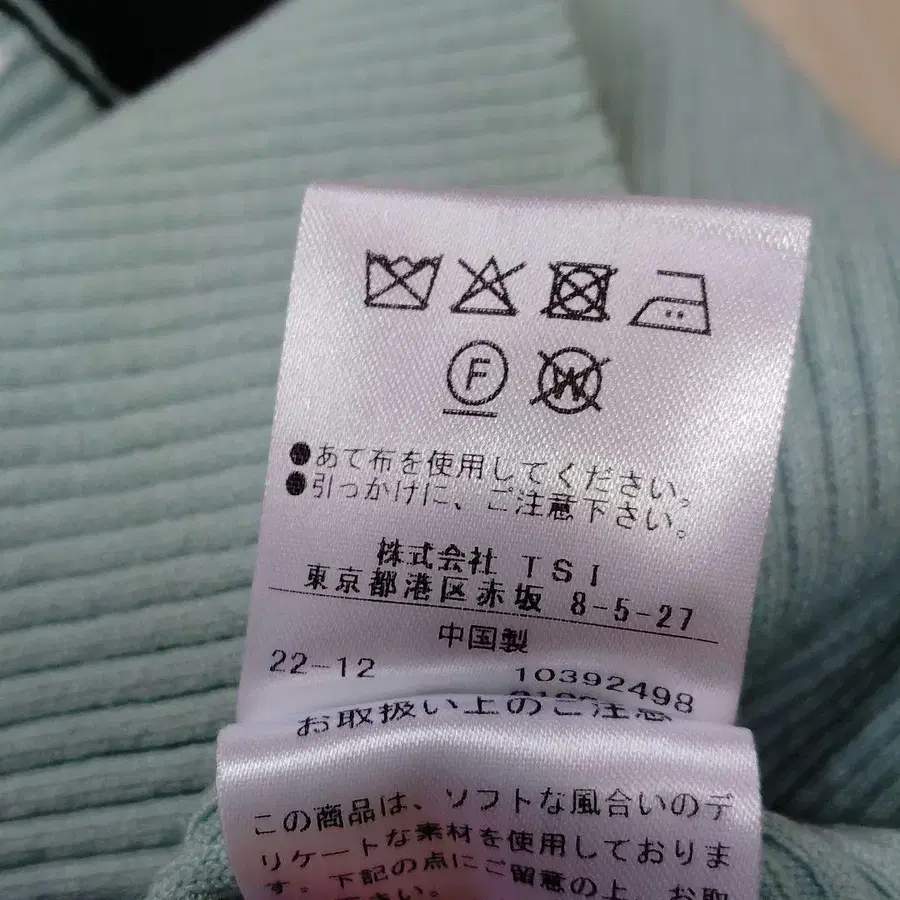 F W
●あて布を使用してください。
●引っかけに、ご注意下さい。
株式会社 TSI
東京都港区赤坂 8-5-27
中国製
22-12 10392498
お取扱い上のご注意
この商品は、ソフトな風合いのデ
リケートな素材を使用しておりま
す。下記の点にご留意の上、お取